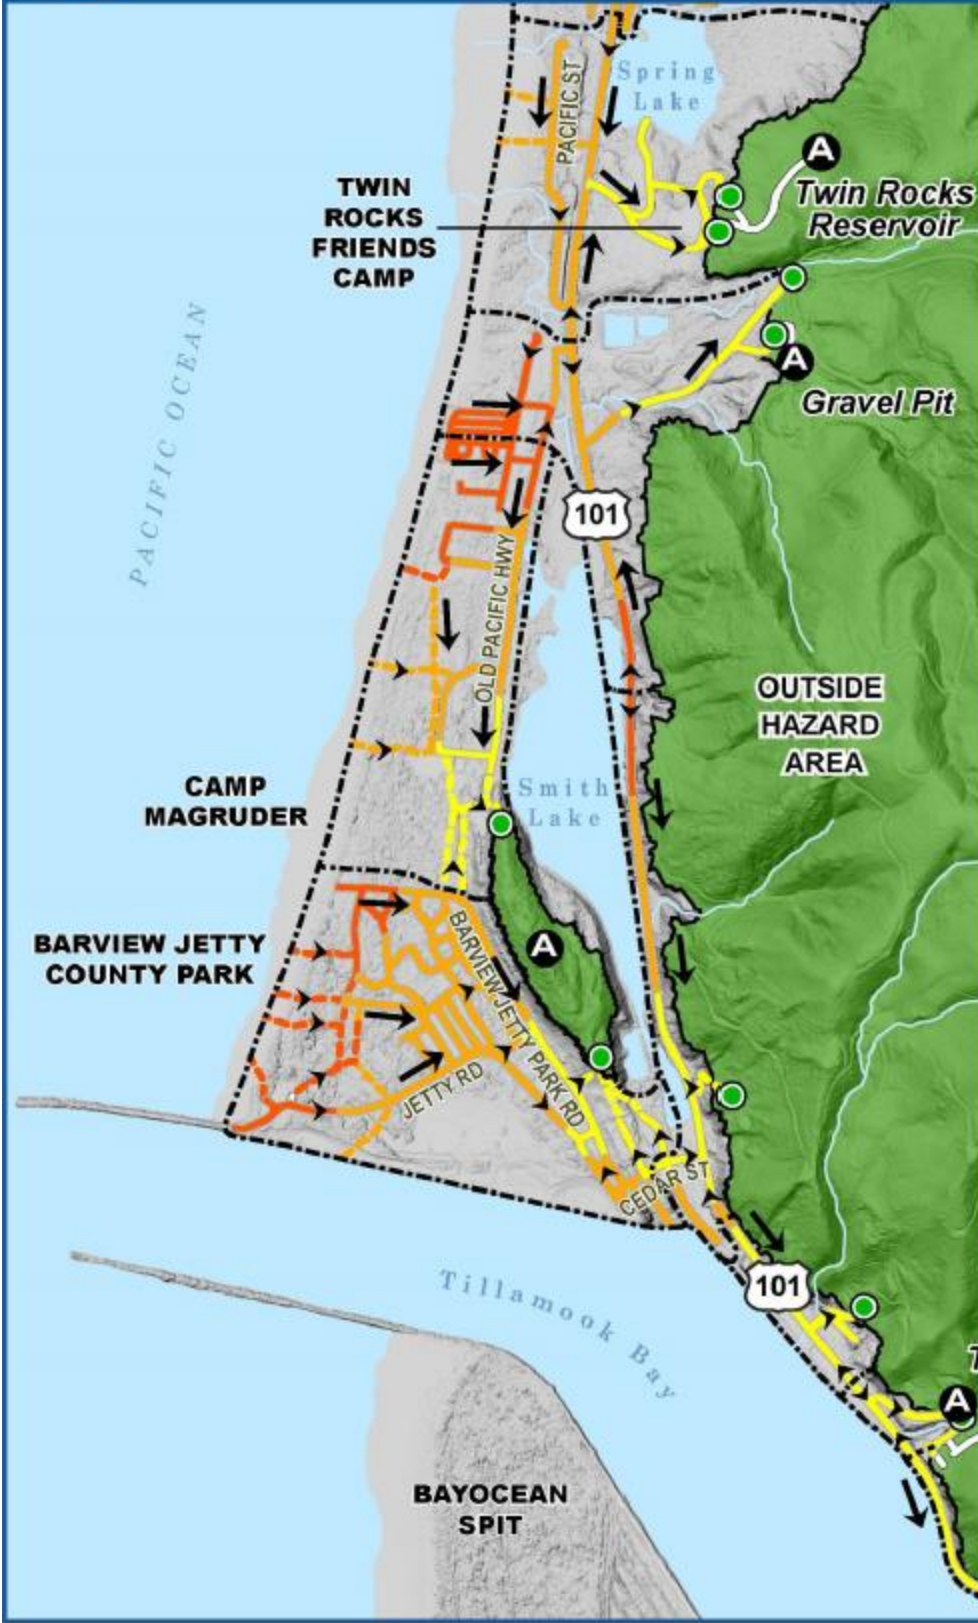 PACIFIC ST
Spring
Lake
A
TWIN
ROCKS
FRIENDS
CAMP
Twin Rocks
Reservoir
A
Gravel Pit
PACIFIC OCEAN
101
OLD PACIFIC HWY
OUTSIDE
HAZARD
AREA
CAMP
MAGRUDER
Smith
Lake
BARVIEW JETTY
COUNTY PARK
A
BARVIEW JETTY PARK RD
JETTY RD
CEDAR ST
101
Tillamook Bay
T
A
BAYOCEAN
SPIT